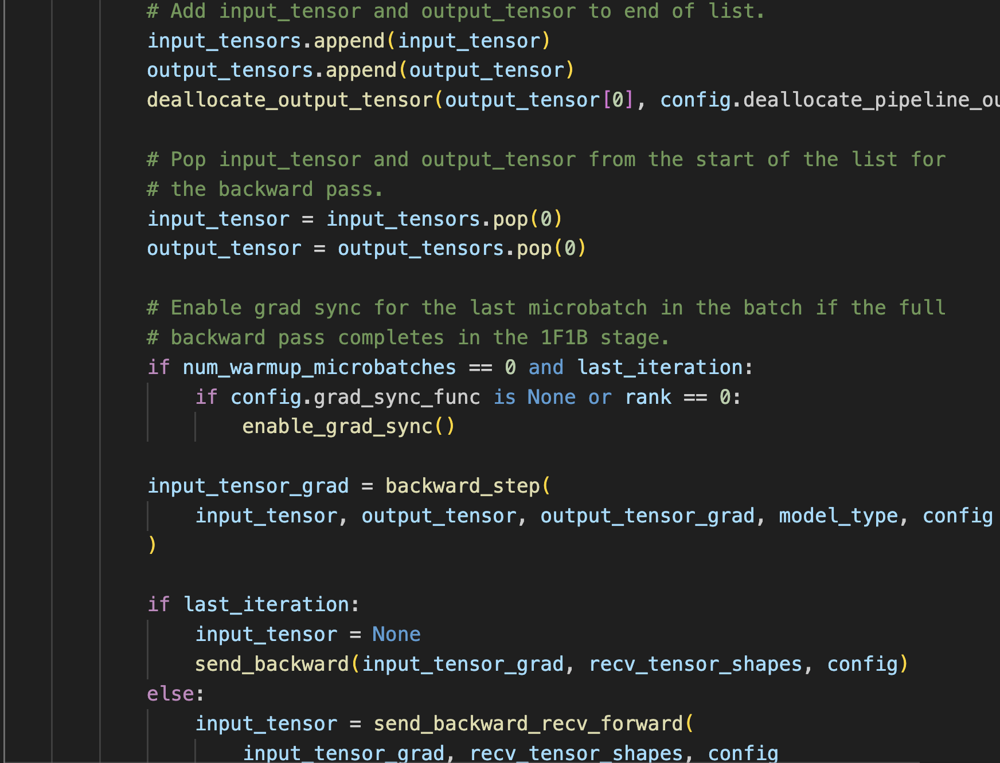 # Add input_tensor and output_tensor to end of list.
input_tensors.append(input_tensor)
output_tensors.append(output_tensor)
deallocate_output_tensor(output_tensor[0], config.deallocate_pipeline_ou
# Pop input_tensor and output_tensor from the start of the list for
# the backward pass.
input_tensor = input_tensors.pop(0)
output_tensor = output_tensors.pop(0)
# Enable grad sync for the last microbatch in the batch if the full
# backward pass completes in the 1F1B stage.
if num_warmup_microbatches == 0 and last_iteration:
if config.grad_sync_func is None or rank == 0:
enable_grad_sync()
input_tensor_grad = backward_step(
input_tensor, output_tensor, output_tensor_grad, model_type, config
)
if last_iteration:
input_tensor = None
send_backward(input_tensor_grad, recv_tensor_shapes, config)
else:
input_tensor = send_backward_recv_forward(
input_tensor_grad, recv_tensor_shapes, config